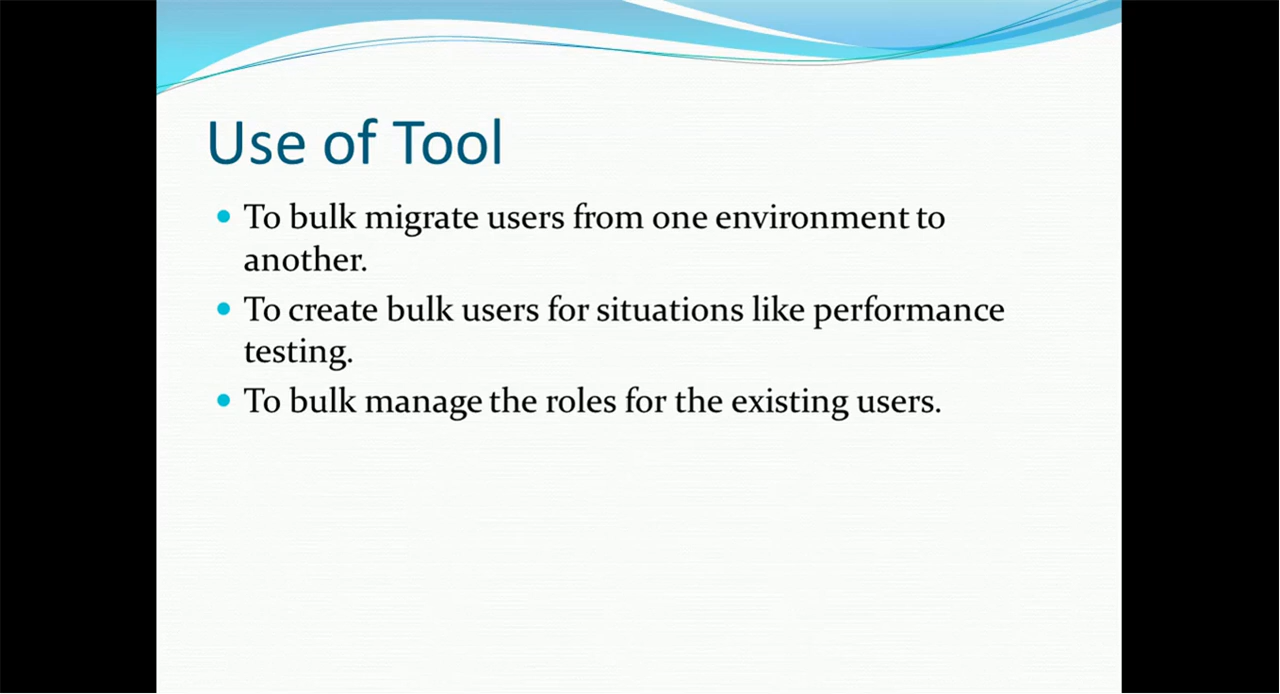 Use of Tool
To bulk migrate users from one environment to
another.
To create bulk users for situations like performance
testing.
To bulk manage the roles for the existing users.